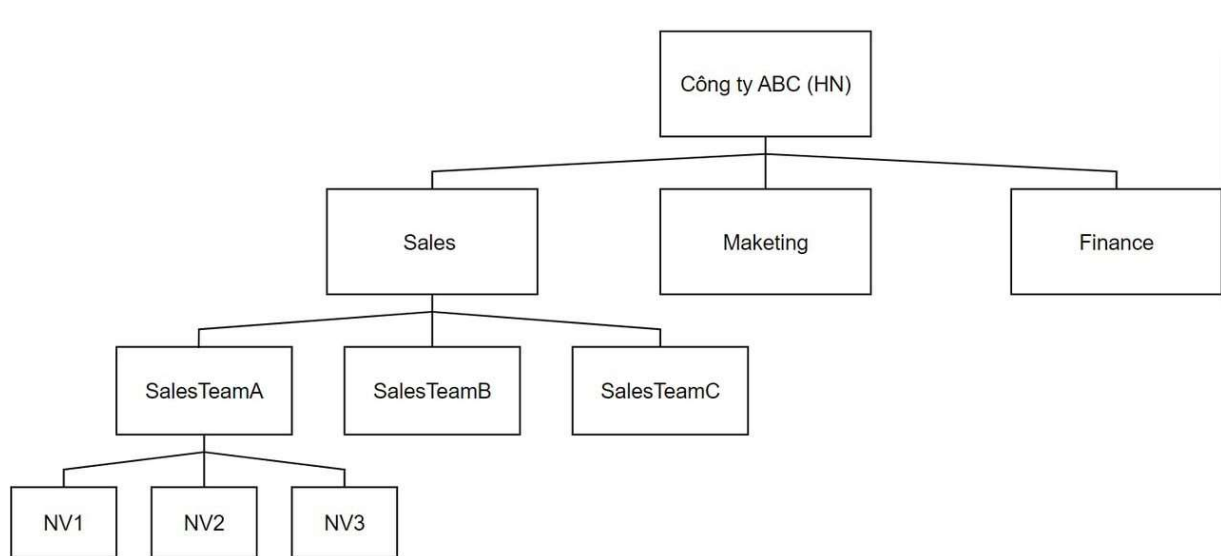 Công ty ABC (HN)
Sales
Maketing
Finance
SalesTeamA
SalesTeamB
SalesTeamC
NV1
NV2
NV3